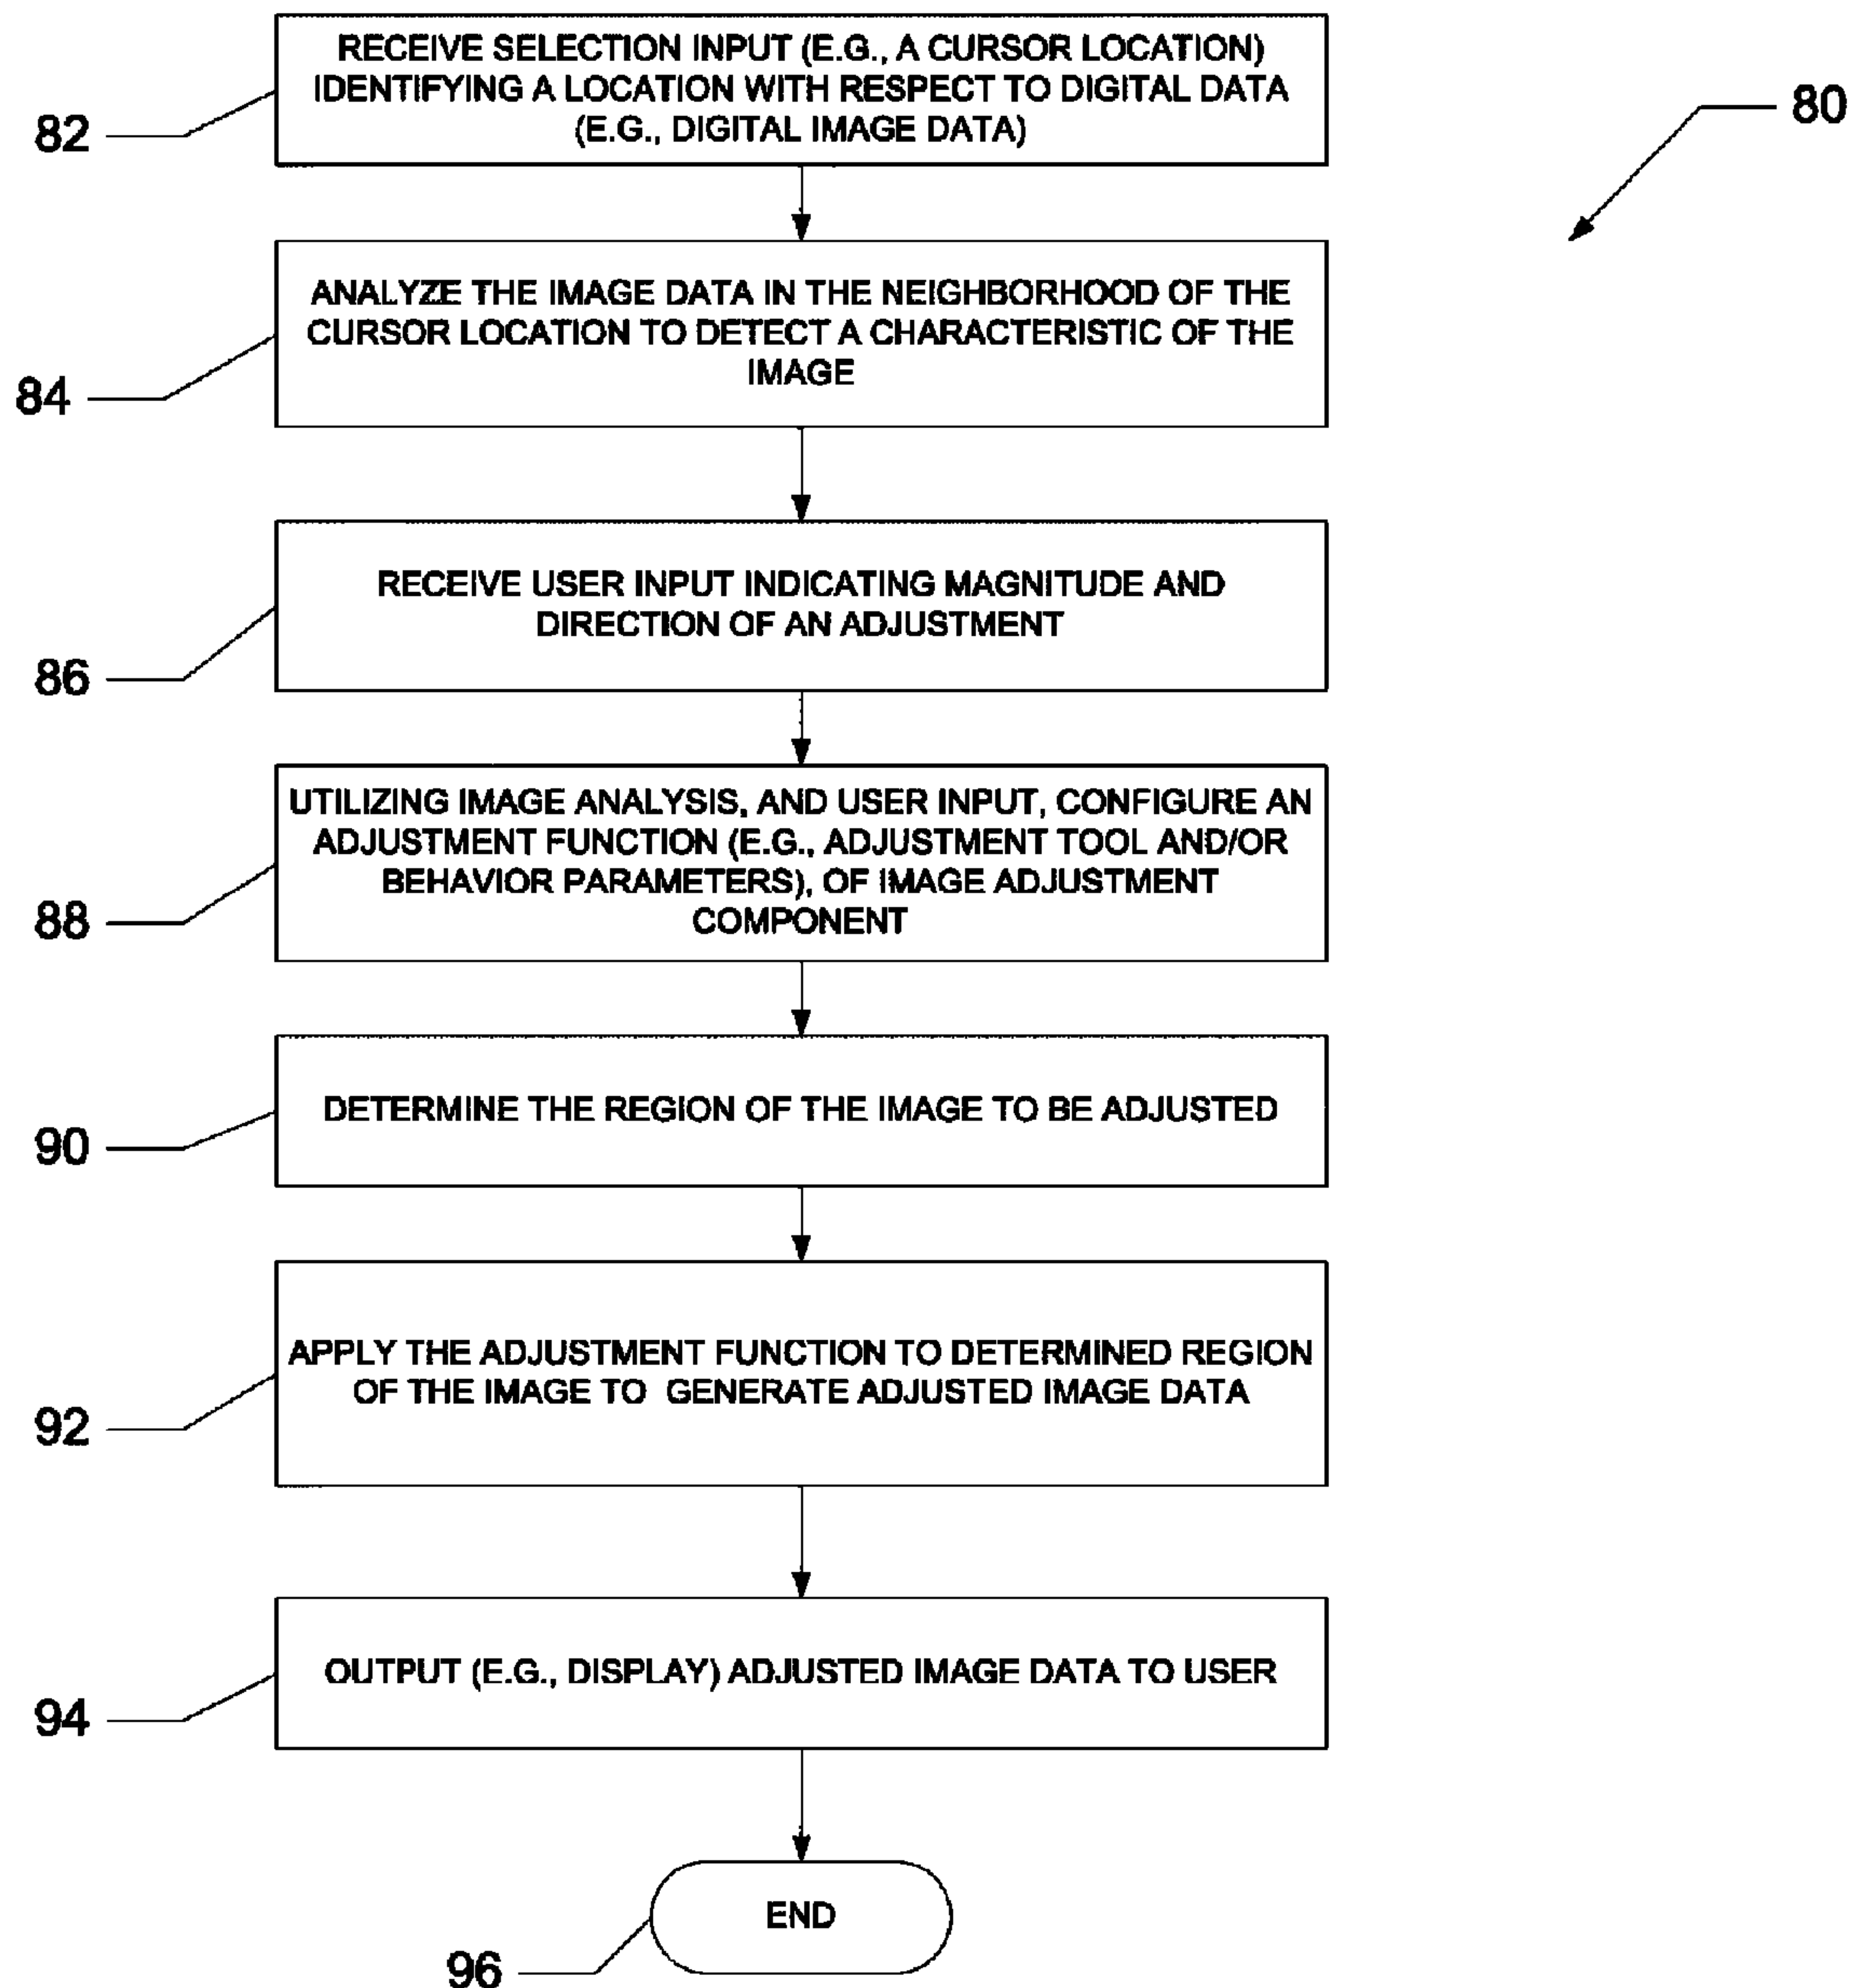 RECEIVE SELECTION INPUT (E.G., A CURSOR LOCATION)
IDENTIFYING A LOCATION WITH RESPECT TO DIGITAL DATA
(E.G., DIGITAL IMAGE DATA)
80
82
ANALYZE THE IMAGE DATA IN THE NEIGHBORHOOD OF THE
CURSOR LOCATION TO DETECT A CHARACTERISTIC OF THE
IMAGE
84
RECEIVE USER INPUT INDICATING MAGNITUDE AND
DIRECTION OF AN ADJUSTMENT
86
UTILIZING IMAGE ANALYSIS, AND USER INPUT, CONFIGURE AN
ADJUSTMENT FUNCTION (E.G., ADJUSTMENT TOOL AND/OR
BEHAVIOR PARAMETERS), OF IMAGE ADJUSTMENT
COMPONENT
88
DETERMINE THE REGION OF THE IMAGE TO BE ADJUSTED
90
APPLY THE ADJUSTMENT FUNCTION TO DETERMINED REGION
OF THE IMAGE TO GENERATE ADJUSTED IMAGE DATA
92
OUTPUT (E.G., DISPLAY) ADJUSTED IMAGE DATA TO USER
94
END
96